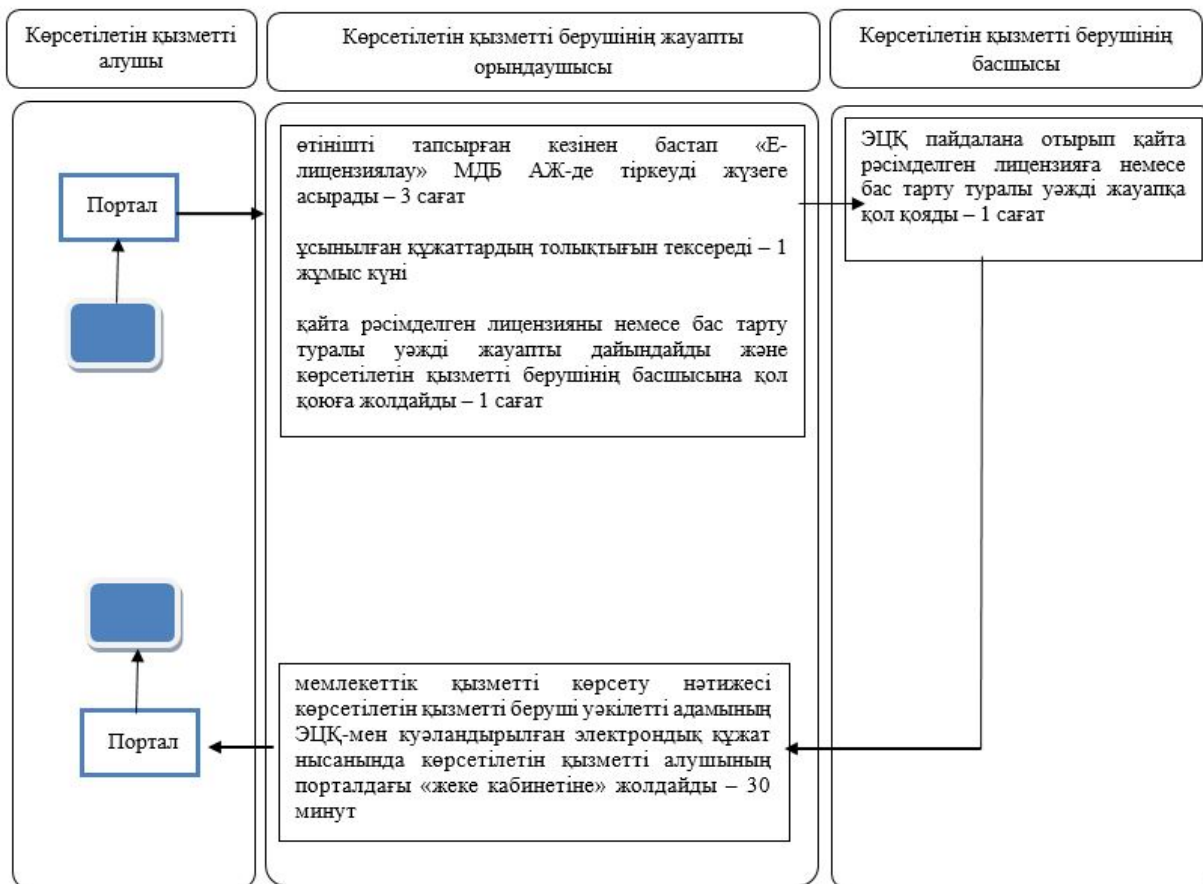 Көрсетілетін қызметті
алушы
Көрсетілетін қызметті берушінің жауапты
орындаушысы
Көрсетілетін қызметті берушінің
басшысы
Портал
өтінішті тапсырған кезінен бастап «Е-
лицензиялау» МДБ АЖ-де тіркеуді жүзеге
асырады – 3 сағат
ұсынылған құжаттардың толықтығын тексереді – 1
жұмыс күні
қайта рәсімделген лицензияны немесе бас тарту
туралы уәжді жауапты дайындайды және
көрсетілетін қызметті берушінің басшысына қол
қоюға жолдайды – 1 сағат
ЭЦҚ пайдалана отырып қайта
рәсімделген лицензияға немесе
бас тарту туралы уәжді жауапқа
қол қояды – 1 сағат
мемлекеттік қызметті көрсету нәтижесі
көрсетілетін қызметті беруші уәкілетті адамының
ЭЦҚ-мен куәландырылған электрондық құжат
нысанында көрсетілетін қызметті алушының
порталдағы «жеке кабинетіне» жолдайды – 30
минут
Портал